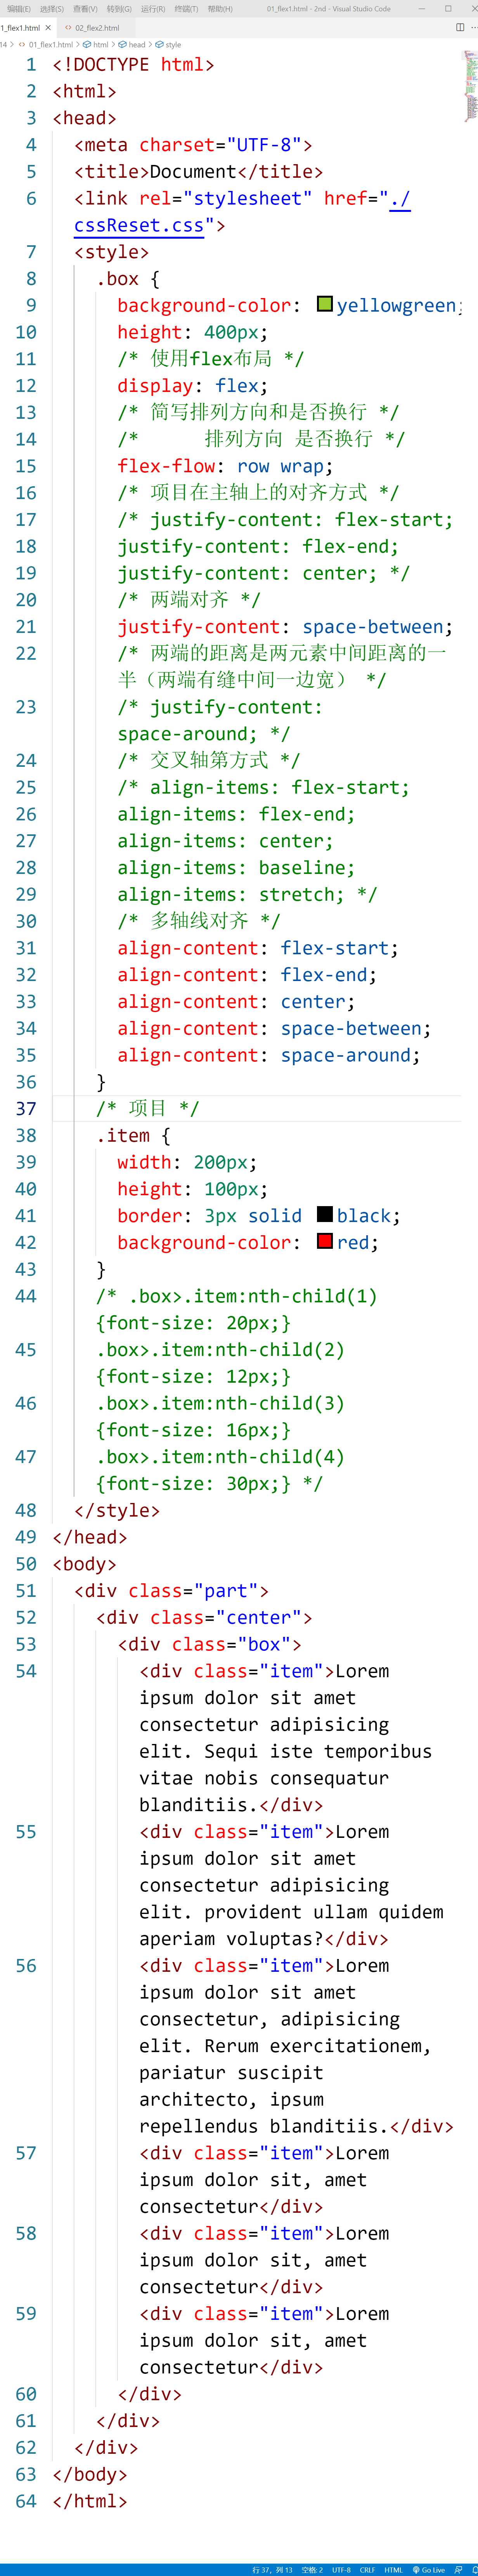 编辑(E) 选择(S) 查看(V) 转到(G) 运行(R) 终端(T) 帮助(H) 01_flex1.html - 2nd - Visual Studio Code
1_flex1.html 02_flex2.html
14 > 01_flex1.html > html > head > style
1 <!DOCTYPE html>
2 <html>
3 <head>
4 <meta charset="UTF-8">
5 <title>Document</title>
6 <link rel="stylesheet" href="./
cssReset.css">
7 <style>
8 .box {
9 background-color: yellowgreen;
10 height: 400px;
11 /* 使用flex布局 */
12 display: flex;
13 /* 简写排列方向和是否换行 */
14 /* 排列方向 是否换行 */
15 flex-flow: row wrap;
16 /* 项目在主轴上的对齐方式 */
17 /* justify-content: flex-start;
18 justify-content: flex-end;
19 justify-content: center; */
20 /* 两端对齐 */
21 justify-content: space-between;
22 /* 两端的距离是两元素中间距离的一
半（两端有缝中间一边宽） */
23 /* justify-content:
space-around; */
24 /* 交叉轴第方式 */
25 /* align-items: flex-start;
26 align-items: flex-end;
27 align-items: center;
28 align-items: baseline;
29 align-items: stretch; */
30 /* 多轴线对齐 */
31 align-content: flex-start;
32 align-content: flex-end;
33 align-content: center;
34 align-content: space-between;
35 align-content: space-around;
36 }
37 /* 项目 */
38 .item {
39 width: 200px;
40 height: 100px;
41 border: 3px solid black;
42 background-color: red;
43 }
44 /* .box>.item:nth-child(1)
{font-size: 20px;}
45 .box>.item:nth-child(2)
{font-size: 12px;}
46 .box>.item:nth-child(3)
{font-size: 16px;}
47 .box>.item:nth-child(4)
{font-size: 30px;} */
48 </style>
49 </head>
50 <body>
51 <div class="part">
52 <div class="center">
53 <div class="box">
54 <div class="item">Lorem
ipsum dolor sit amet
consectetur adipisicing
elit. Sequi iste temporibus
vitae nobis consequatur
blanditiis.</div>
55 <div class="item">Lorem
ipsum dolor sit amet
consectetur adipisicing
elit. provident ullam quidem
aperiam voluptas?</div>
56 <div class="item">Lorem
ipsum dolor sit amet
consectetur, adipisicing
elit. Rerum exercitationem,
pariatur suscipit
architecto, ipsum
repellendus blanditiis.</div>
57 <div class="item">Lorem
ipsum dolor sit, amet
consectetur</div>
58 <div class="item">Lorem
ipsum dolor sit, amet
consectetur</div>
59 <div class="item">Lorem
ipsum dolor sit, amet
consectetur</div>
60 </div>
61 </div>
62 </div>
63 </body>
64 </html>
行 37，列 13 空格: 2 UTF-8 CRLF HTML Go Live